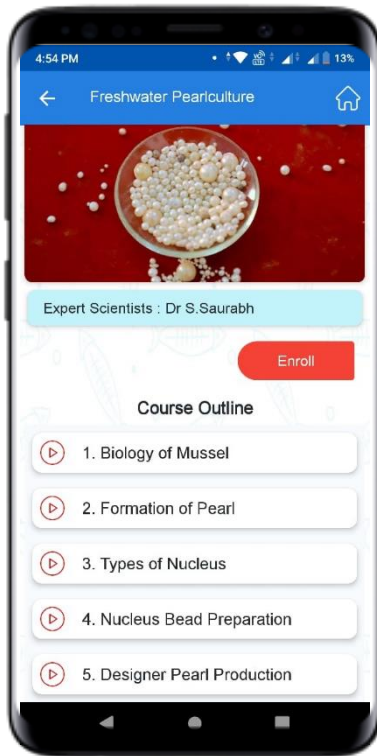 4:54 PM
13%
Freshwater Pearlculture
Expert Scientists : Dr S.Saurabh
Enroll
Course Outline
1. Biology of Mussel
2. Formation of Pearl
3. Types of Nucleus
4. Nucleus Bead Preparation
5. Designer Pearl Production